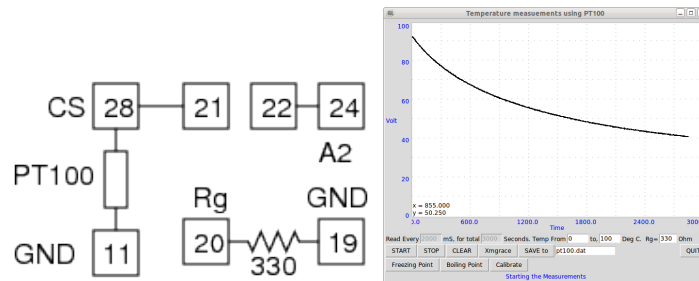 CS 28 21 22 24
A2
PT100
Rg GND
GND 11 20 19
330
Temperature measuements using PT100
100
80
60
Volt
40
20
0
x = 855.000
y = 50.250
0.0 600.0 1200.0 1800.0 2400.0 3000
Time
Read Every 2000 mS. for total 3000 Seconds. Temp From 0 to, 100 Deg C. Rg= 330 Ohm
START STOP CLEAR Xmgrace SAVE to pt100.dat QUIT
Freezing Point Boiling Point Calibrate
Starting the Measurements